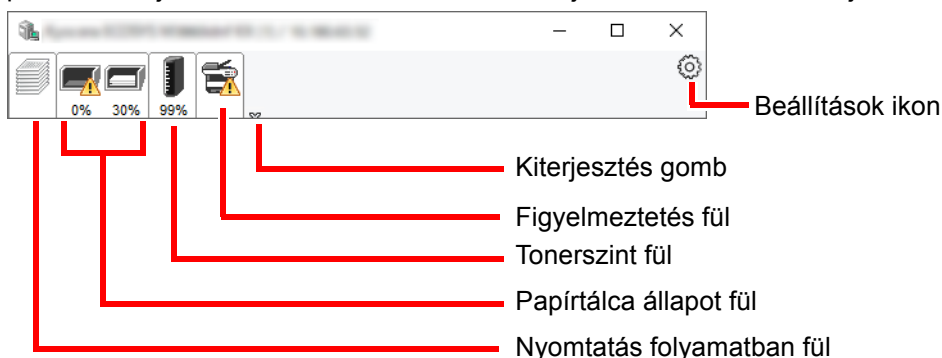 0% 30% 99%
Beállítások ikon
Kiterjesztés gomb
Figyelmeztetés fül
Tonerszint fül
Papírtálca állapot fül
Nyomtatás folyamatban fül